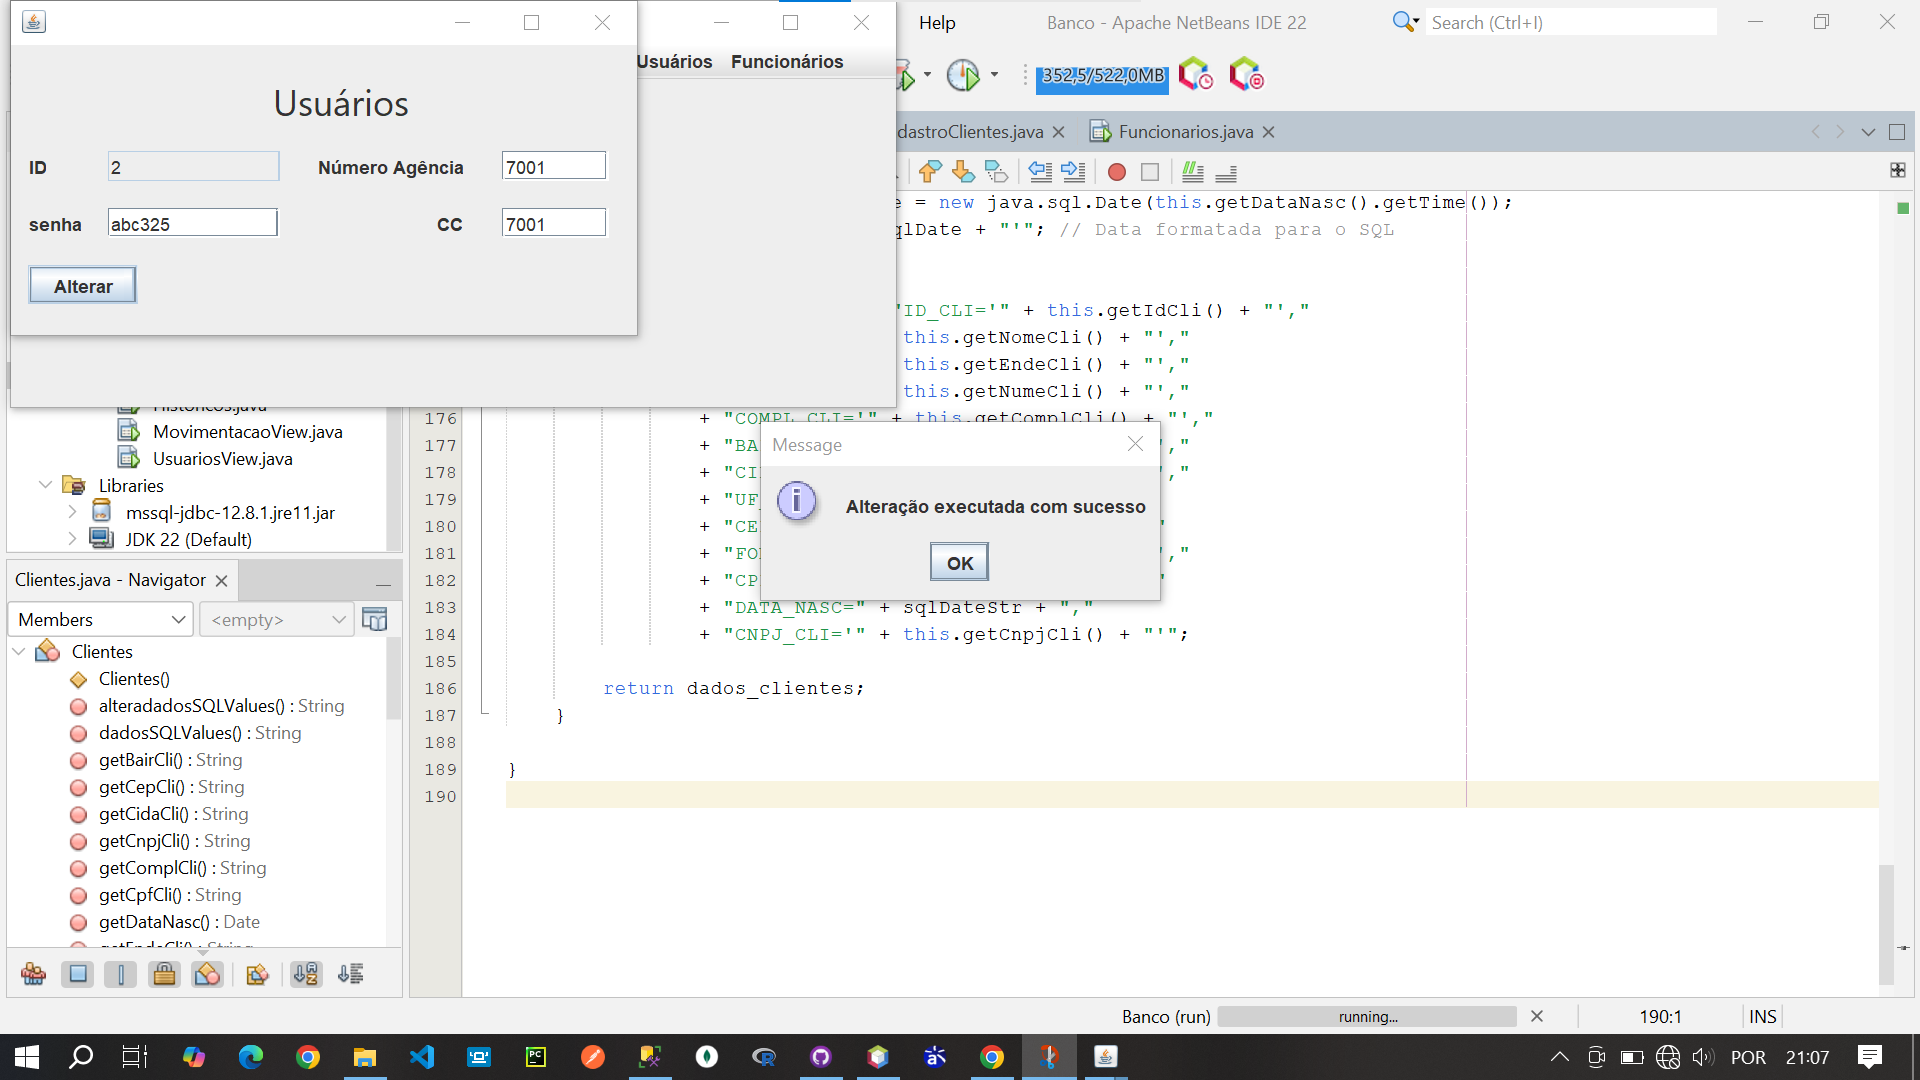 Help
Banco - Apache NetBeans IDE 22
Search (Ctrl+I)
Usuários Funcionários
352,5/522,0MB
Usuários
ID 2 Número Agência 7001
senha abc325 CC 7001
Alterar
dastroClientes.java Funcionarios.java
e = new java.sql.Date(this.getDataNasc().getTime());
qlDate + "'"; // Data formatada para o SQL
"ID_CLI='" + this.getIdCli() + "',"
this.getNomeCli() + "',"
this.getEndeCli() + "',"
this.getNumeCli() + "',"
176 + "COMPL_CLI='" + this.getComplCli() + "',"
177 + "BA ',"
178 + "CI ',"
179 + "UF
180 + "CE '
181 + "FO ',"
182 + "CP "
183 + "DATA_NASC=" + sqlDateStr + ","
184 + "CNPJ_CLI='" + this.getCnpjCli() + "'";
185
186 return dados_clientes;
187 }
188
189 }
190
Message
Alteração executada com sucesso
OK
Historicos.java
MovimentacaoView.java
UsuariosView.java
Libraries
mssql-jdbc-12.8.1.jre11.jar
JDK 22 (Default)
Clientes.java - Navigator
Members <empty>
Clientes
Clientes()
alteradadosSQLValues() : String
dadosSQLValues() : String
getBairCli() : String
getCepCli() : String
getCidaCli() : String
getCnpjCli() : String
getComplCli() : String
getCpfCli() : String
getDataNasc() : Date
getEndeCli() : String
Banco (run) running... 190:1 INS
POR 21:07